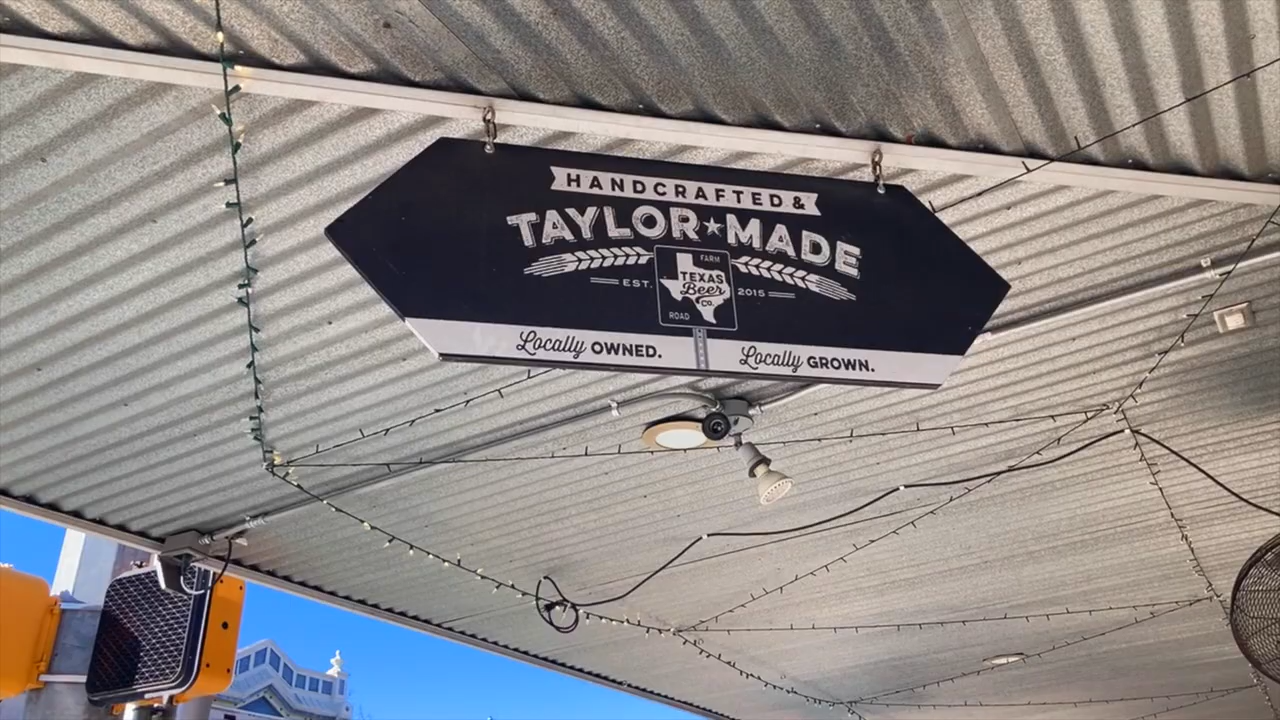 HANDCRAFTED &
TAYLOR★MADE
FARM
TEXAS
Beer
CO.
ROAD
EST. 2015
Locally OWNED. Locally GROWN.